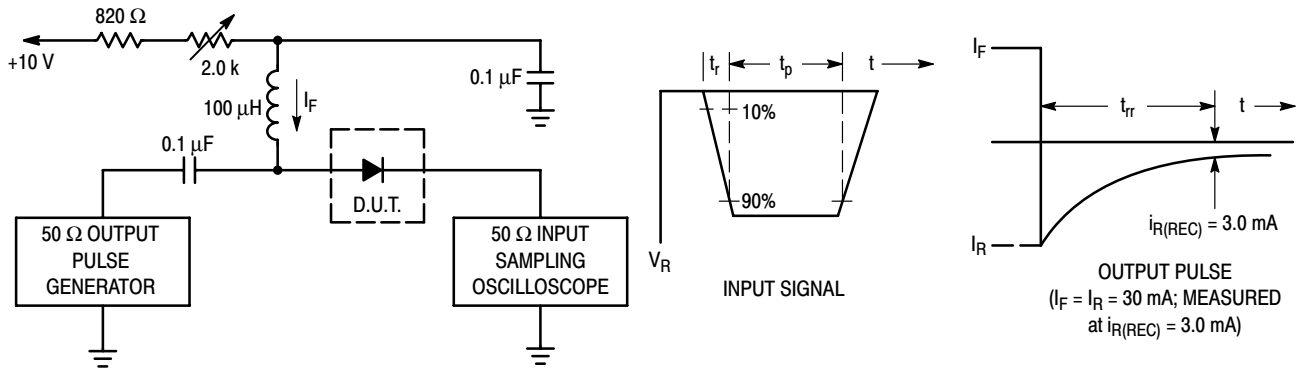 820 Ω
+10 V
2.0 k
100 µH
I_F
0.1 µF
0.1 µF
D.U.T.
50 Ω OUTPUT
PULSE
GENERATOR
50 Ω INPUT
SAMPLING
OSCILLOSCOPE
t_r
t_p
t
10%
90%
V_R
INPUT SIGNAL
I_F
t_rr
t
i_R(REC) = 3.0 mA
I_R
OUTPUT PULSE
(I_F = I_R = 30 mA; MEASURED
at i_R(REC) = 3.0 mA)